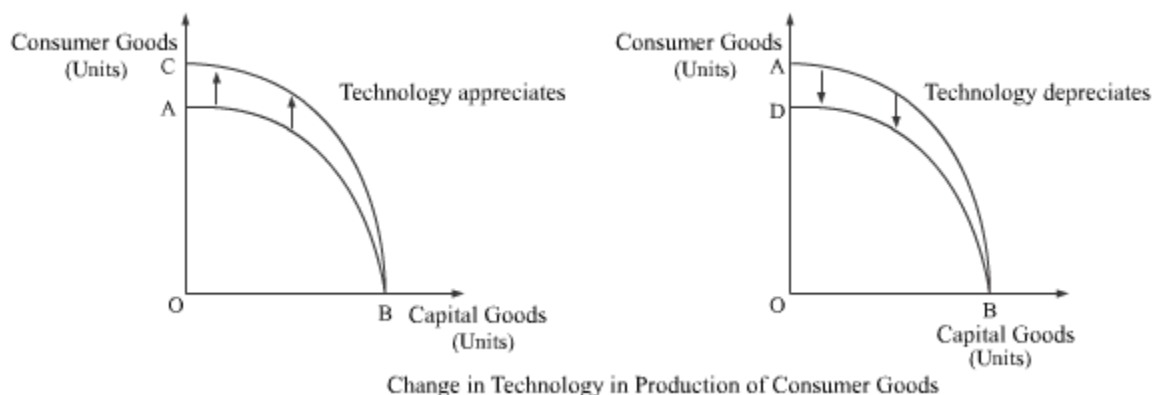 Consumer Goods
(Units)
C
A
Technology appreciates
O
B
Capital Goods
(Units)
Consumer Goods
(Units)
A
D
Technology depreciates
O
B
Capital Goods
(Units)
Change in Technology in Production of Consumer Goods